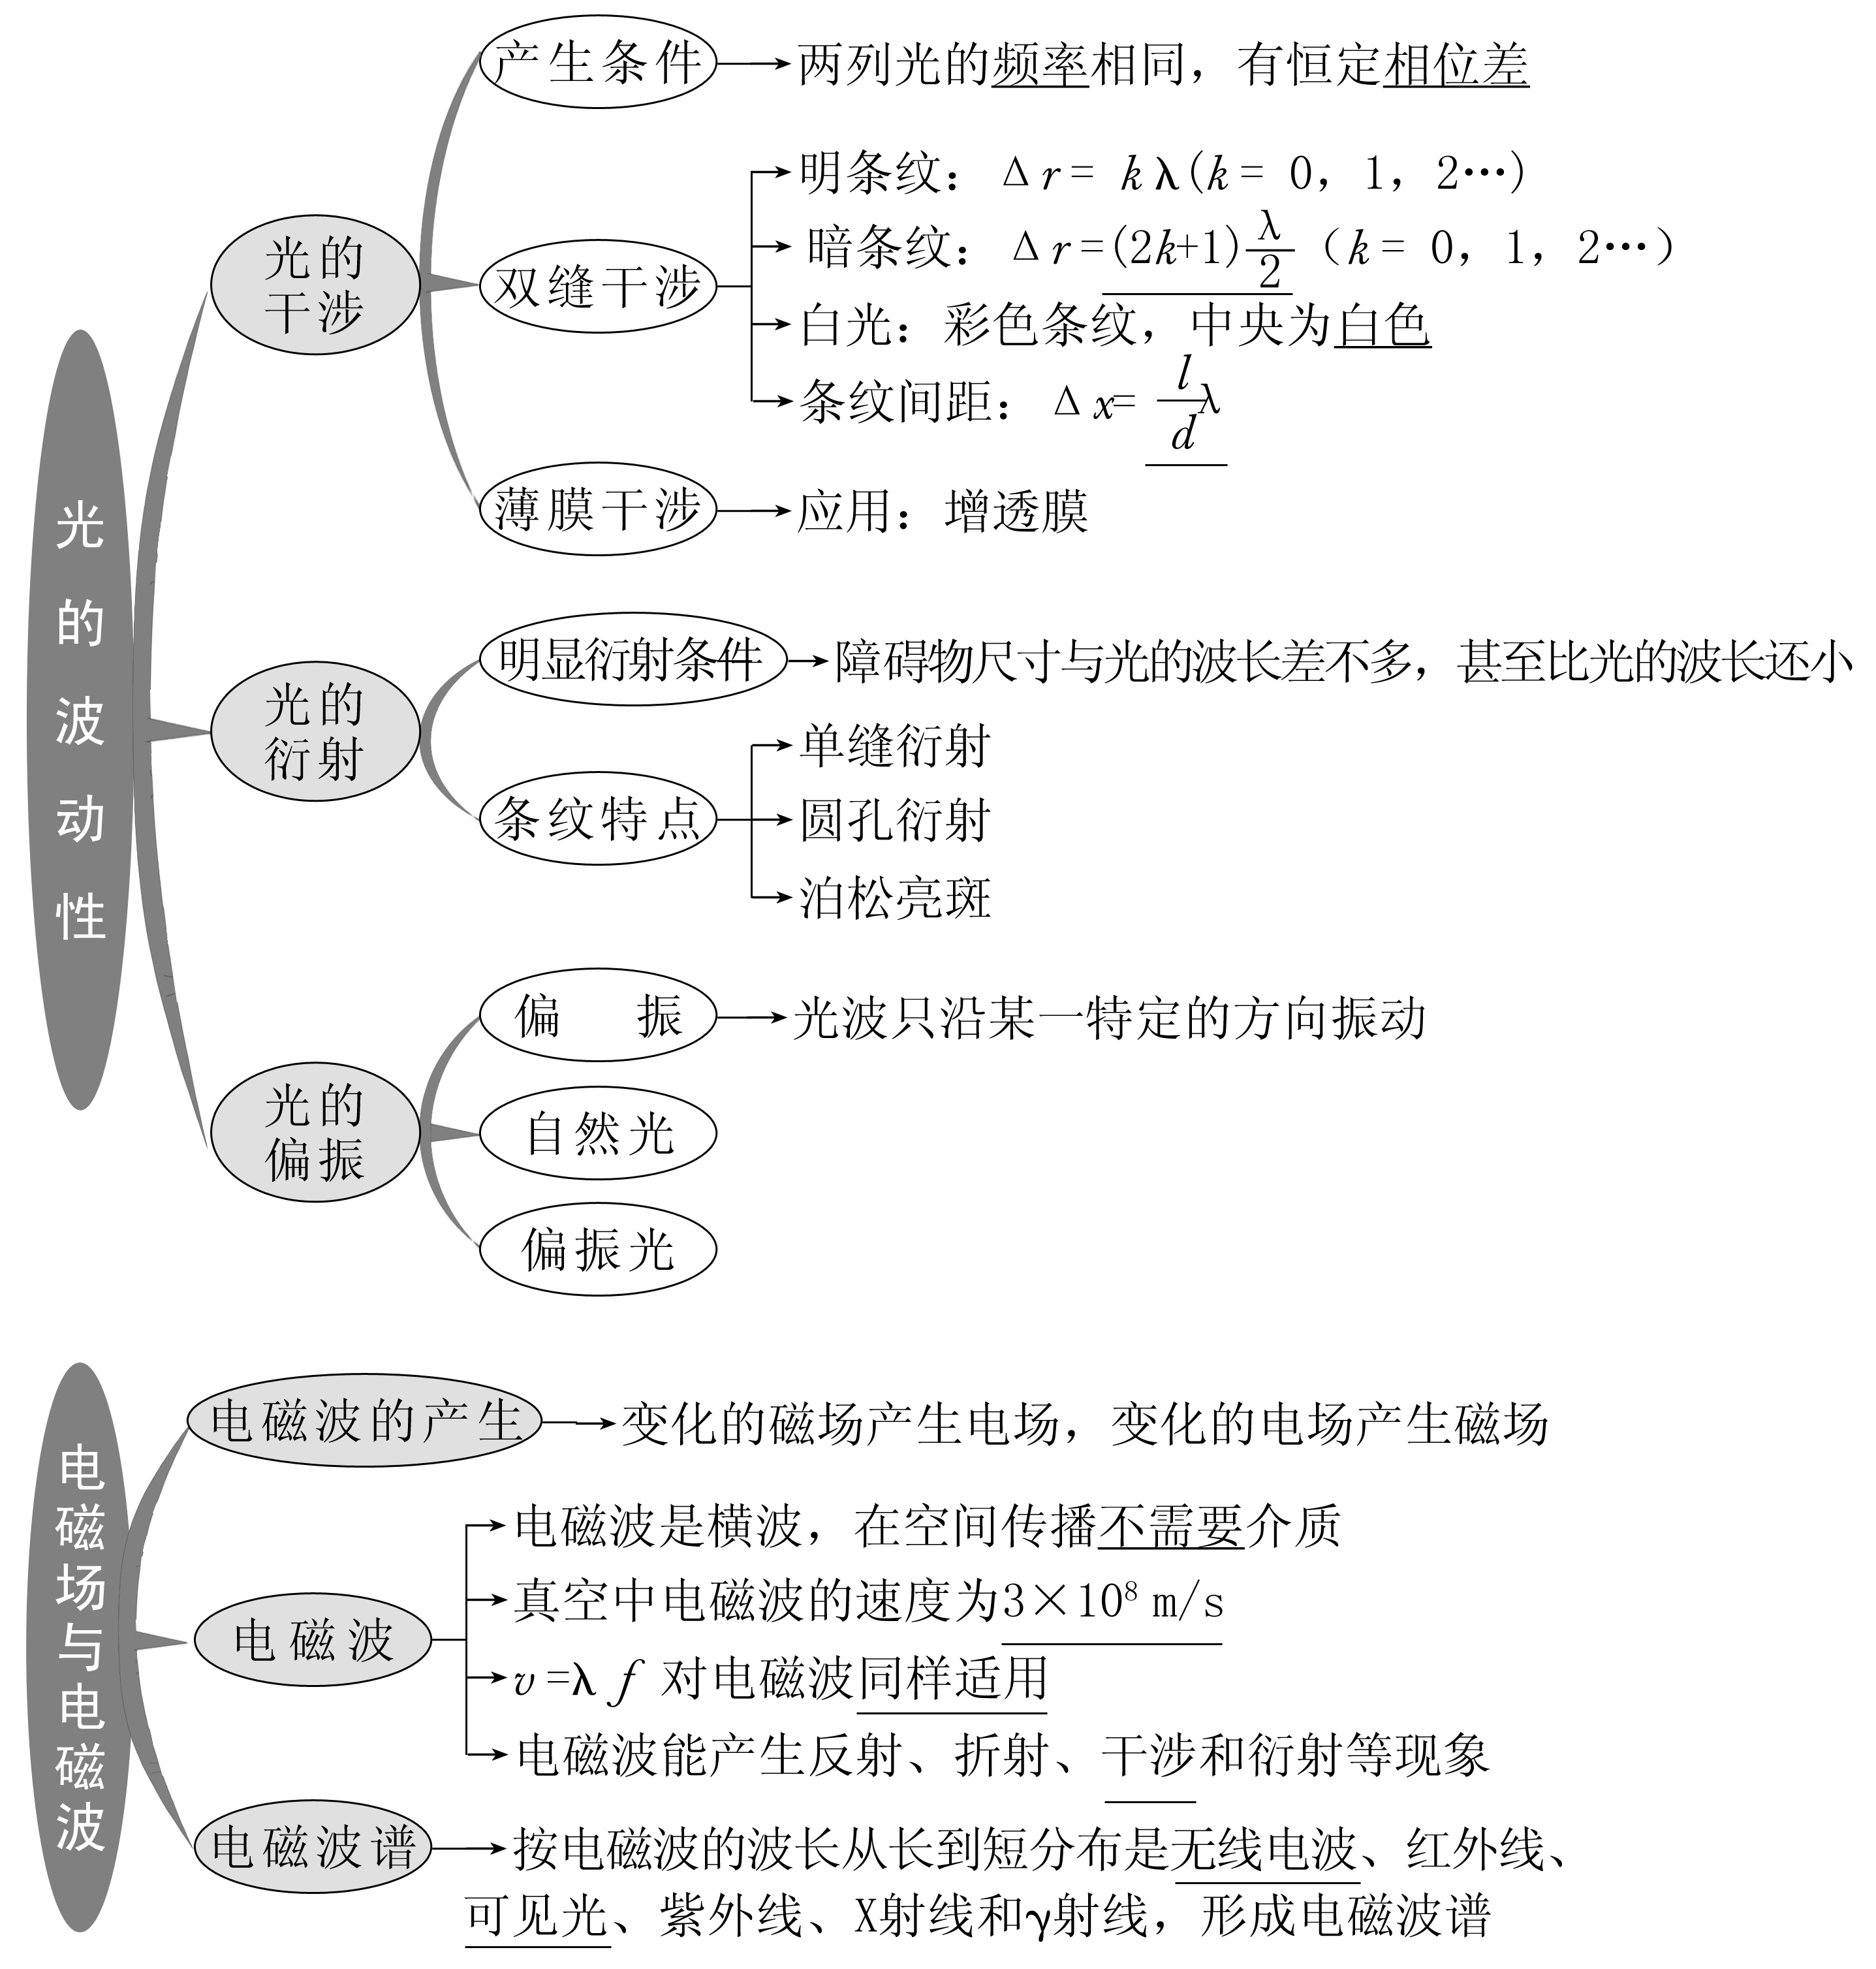 光的波动性
光的
干涉
产生条件
两列光的频率相同，有恒定相位差
双缝干涉
明条纹：Δr= kλ(k= 0，1，2…)
暗条纹：Δr=(2k+1)λ/2（k= 0，1，2…）
白光：彩色条纹，中央为白色
条纹间距：Δx= l/d λ
薄膜干涉
应用：增透膜
光的
衍射
明显衍射条件
障碍物尺寸与光的波长差不多，甚至比光的波长还小
条纹特点
单缝衍射
圆孔衍射
泊松亮斑
光的
偏振
偏 振
光波只沿某一特定的方向振动
自然光
偏振光
电磁场与电磁波
电磁波的产生
变化的磁场产生电场，变化的电场产生磁场
电磁波
电磁波是横波，在空间传播不需要介质
真空中电磁波的速度为3×10⁸ m/s
v=λf 对电磁波同样适用
电磁波能产生反射、折射、干涉和衍射等现象
电磁波谱
按电磁波的波长从长到短分布是无线电波、红外线、
可见光、紫外线、X射线和γ射线，形成电磁波谱